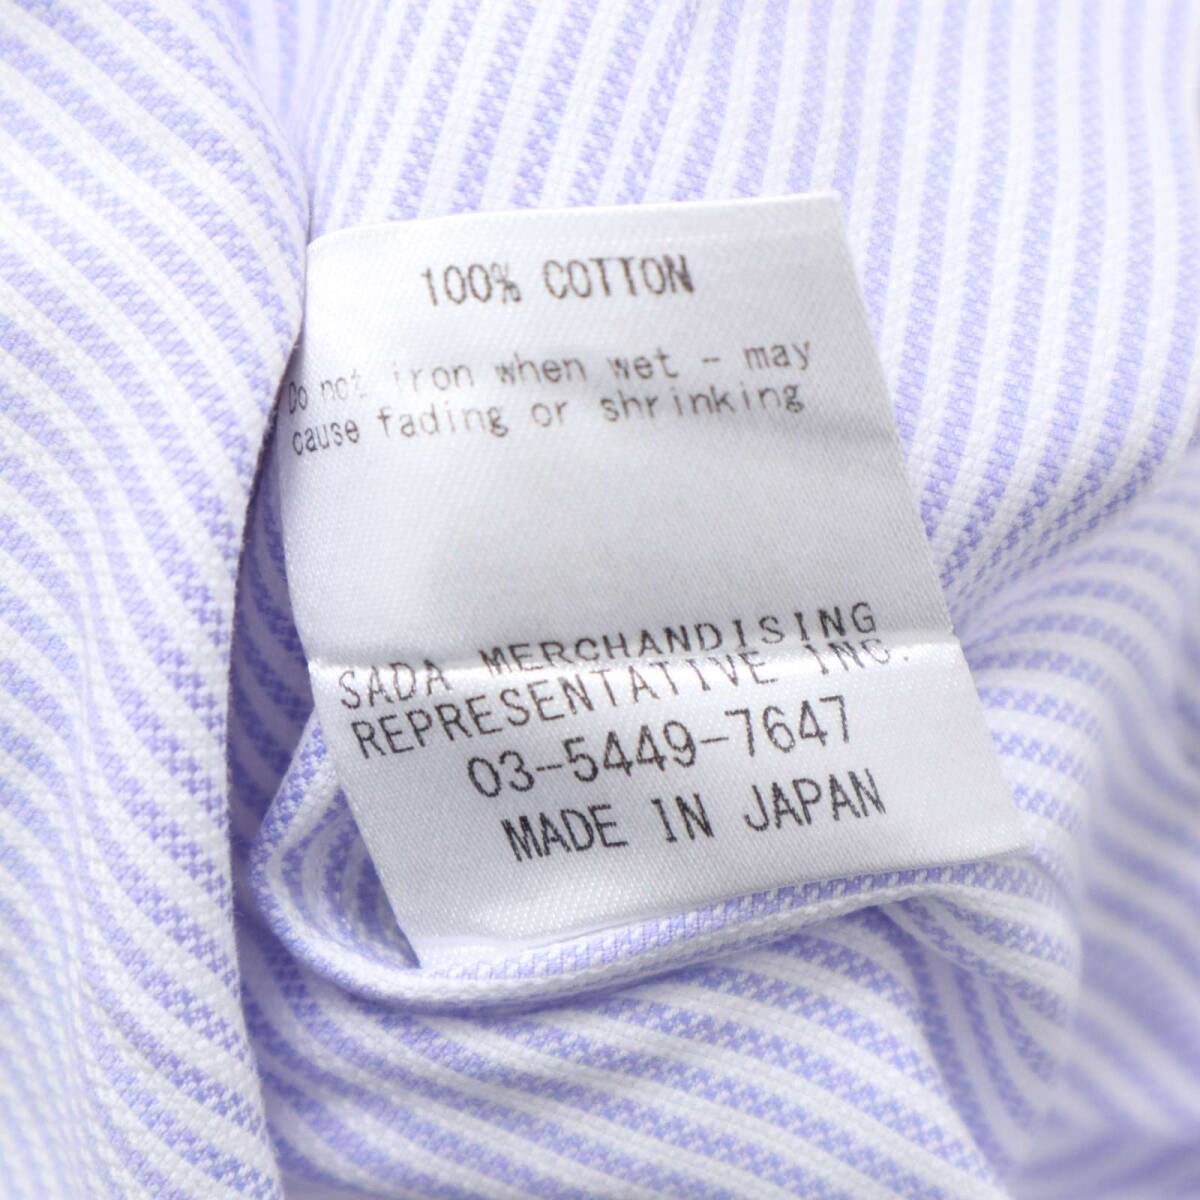 100% COTTON
Do not iron when wet - may
cause fading or shrinking
SADA MERCHANDISING
REPRESENTATIVE INC.
03-5449-7647
MADE IN JAPAN